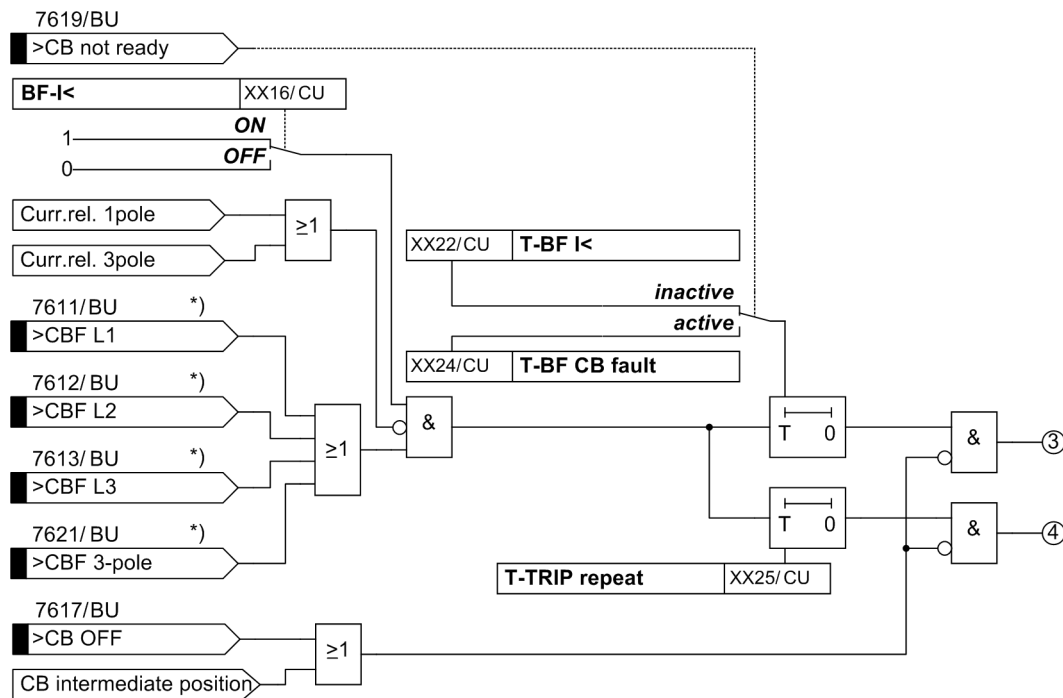 7619/BU
>CB not ready
BF-I< XX16/CU
ON
1
OFF
0
Curr.rel. 1pole
≥1
Curr.rel. 3pole
XX22/CU T-BF I<
inactive
active
XX24/CU T-BF CB fault
7611/BU *)
>CBF L1
7612/BU *)
>CBF L2
7613/BU *)
>CBF L3
7621/BU *)
>CBF 3-pole
≥1
&
T 0
&
3
T 0
&
4
T-TRIP repeat XX25/CU
7617/BU
>CB OFF
≥1
CB intermediate position